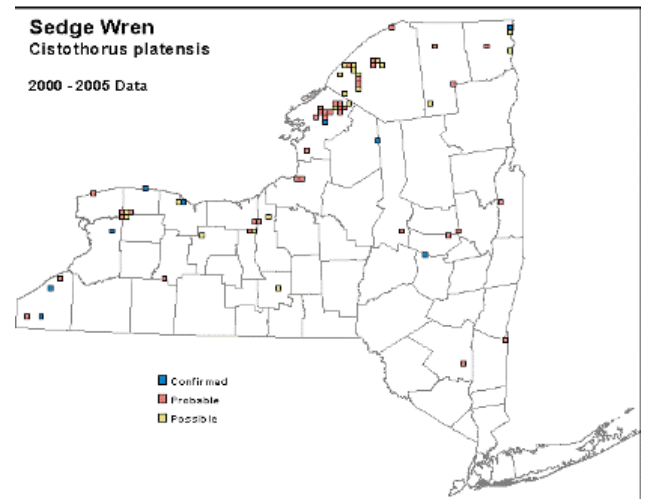 Sedge Wren
Cistothorus platensis
2000 - 2005 Data
Confirmed
Probable
Possible